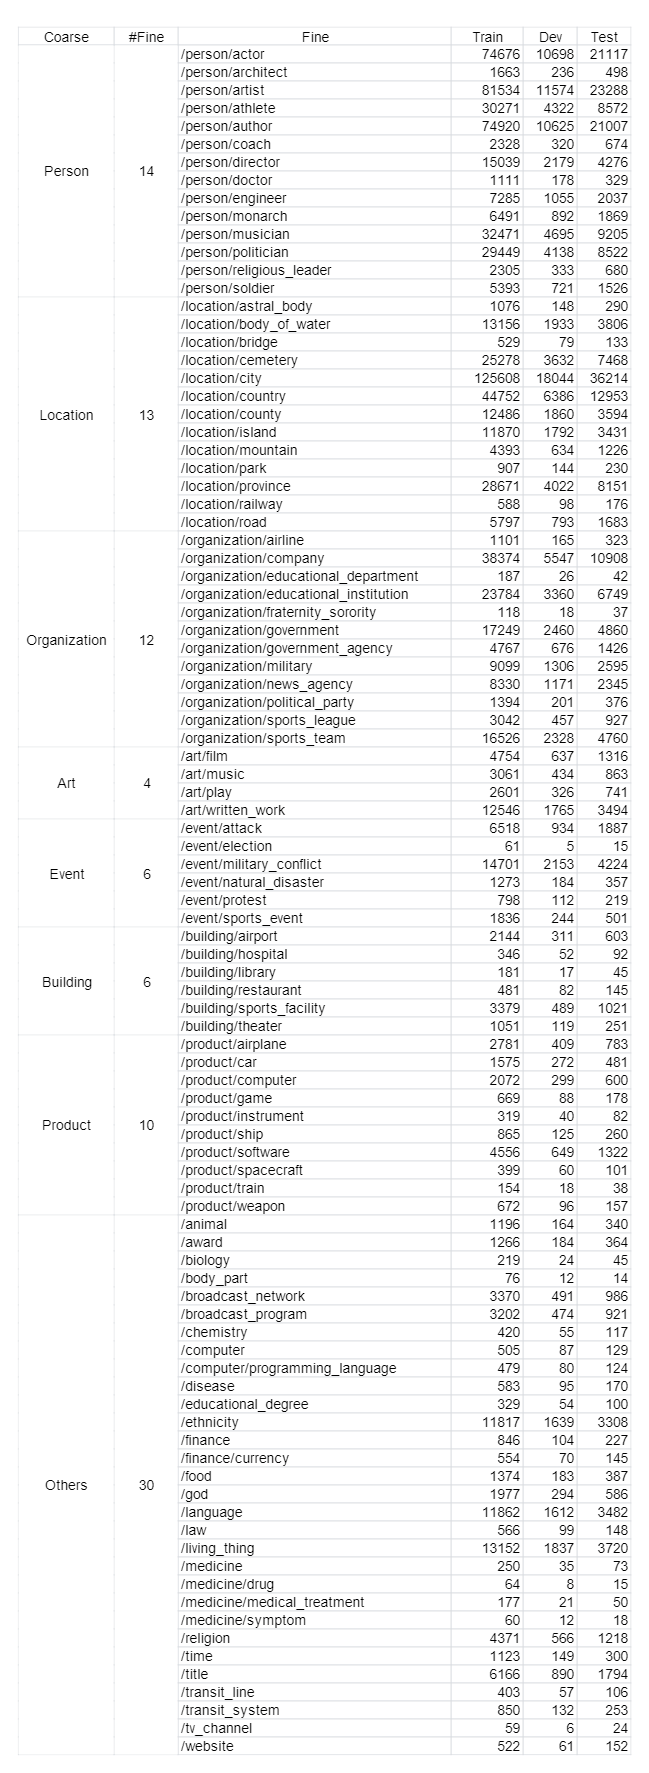 Coarse #Fine Fine Train Dev Test
/person/actor 74676 10698 21117
/person/architect 1663 236 498
/person/artist 81534 11574 23288
/person/athlete 30271 4322 8572
/person/author 74920 10625 21007
/person/coach 2328 320 674
/person/director 15039 2179 4276
Person 14 /person/doctor 1111 178 329
/person/engineer 7285 1055 2037
/person/monarch 6491 892 1869
/person/musician 32471 4695 9205
/person/politician 29449 4138 8522
/person/religious_leader 2305 333 680
/person/soldier 5393 721 1526
/location/astral_body 1076 148 290
/location/body_of_water 13156 1933 3806
/location/bridge 529 79 133
/location/cemetery 25278 3632 7468
/location/city 125608 18044 36214
/location/country 44752 6386 12953
Location 13 /location/county 12486 1860 3594
/location/island 11870 1792 3431
/location/mountain 4393 634 1226
/location/park 907 144 230
/location/province 28671 4022 8151
/location/railway 588 98 176
/location/road 5797 793 1683
/organization/airline 1101 165 323
/organization/company 38374 5547 10908
/organization/educational_department 187 26 42
/organization/educational_institution 23784 3360 6749
/organization/fraternity_sorority 118 18 37
/organization/government 17249 2460 4860
Organization 12 /organization/government_agency 4767 676 1426
/organization/military 9099 1306 2595
/organization/news_agency 8330 1171 2345
/organization/political_party 1394 201 376
/organization/sports_league 3042 457 927
/organization/sports_team 16526 2328 4760
/art/film 4754 637 1316
/art/music 3061 434 863
Art 4 /art/play 2601 326 741
/art/written_work 12546 1765 3494
/event/attack 6518 934 1887
/event/election 61 5 15
/event/military_conflict 14701 2153 4224
Event 6 /event/natural_disaster 1273 184 357
/event/protest 798 112 219
/event/sports_event 1836 244 501
/building/airport 2144 311 603
/building/hospital 346 52 92
/building/library 181 17 45
Building 6 /building/restaurant 481 82 145
/building/sports_facility 3379 489 1021
/building/theater 1051 119 251
/product/airplane 2781 409 783
/product/car 1575 272 481
/product/computer 2072 299 600
/product/game 669 88 178
/product/instrument 319 40 82
Product 10 /product/ship 865 125 260
/product/software 4556 649 1322
/product/spacecraft 399 60 101
/product/train 154 18 38
/product/weapon 672 96 157
/animal 1196 164 340
/award 1266 184 364
/biology 219 24 45
/body_part 76 12 14
/broadcast_network 3370 491 986
/broadcast_program 3202 474 921
/chemistry 420 55 117
/computer 505 87 129
/computer/programming_language 479 80 124
/disease 583 95 170
/educational_degree 329 54 100
/ethnicity 11817 1639 3308
/finance 846 104 227
/finance/currency 554 70 145
/food 1374 183 387
Others 30 /god 1977 294 586
/language 11862 1612 3482
/law 566 99 148
/living_thing 13152 1837 3720
/medicine 250 35 73
/medicine/drug 64 8 15
/medicine/medical_treatment 177 21 50
/medicine/symptom 60 12 18
/religion 4371 566 1218
/time 1123 149 300
/title 6166 890 1794
/transit_line 403 57 106
/transit_system 850 132 253
/tv_channel 59 6 24
/website 522 61 152